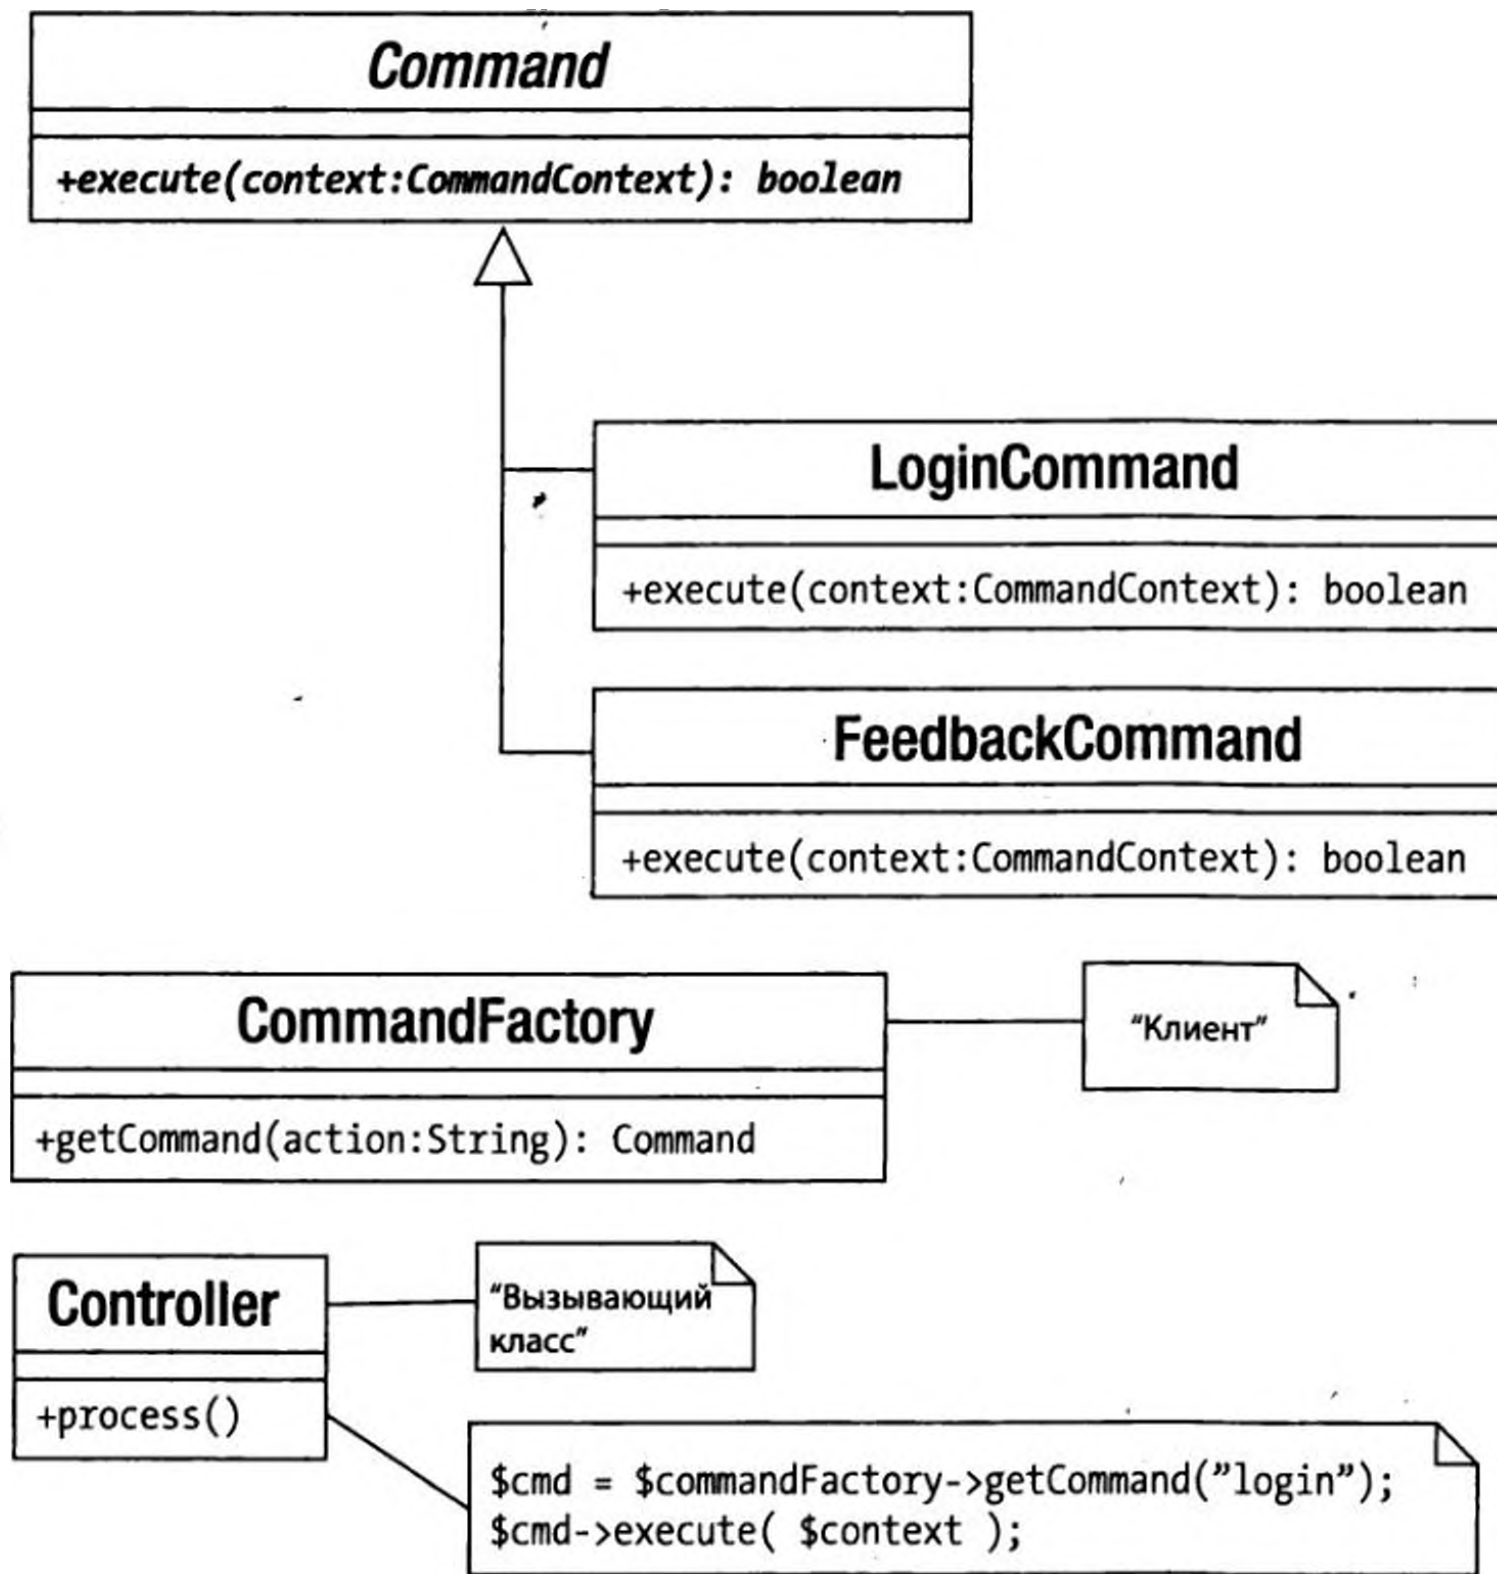 Command
+execute(context:CommandContext): boolean
LoginCommand
+execute(context:CommandContext): boolean
FeedbackCommand
+execute(context:CommandContext): boolean
CommandFactory
+getCommand(action:String): Command
“Клиент”
Controller
+process()
“Вызывающий
класс”
$cmd = $commandFactory->getCommand(”login”);
$cmd->execute( $context );